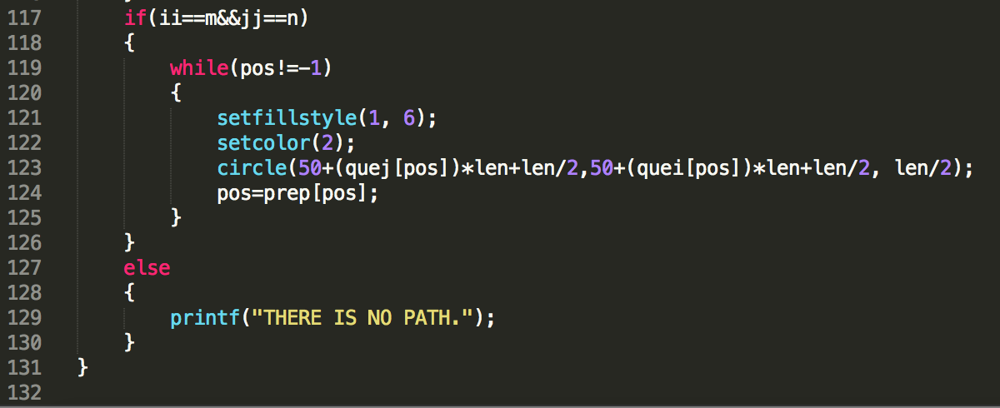 117 if(ii==m&&jj==n)
118 {
119 while(pos!=-1)
120 {
121 setfillstyle(1, 6);
122 setcolor(2);
123 circle(50+(quej[pos])*len+len/2,50+(quei[pos])*len+len/2, len/2);
124 pos=prep[pos];
125 }
126 }
127 else
128 {
129 printf("THERE IS NO PATH.");
130 }
131 }
132